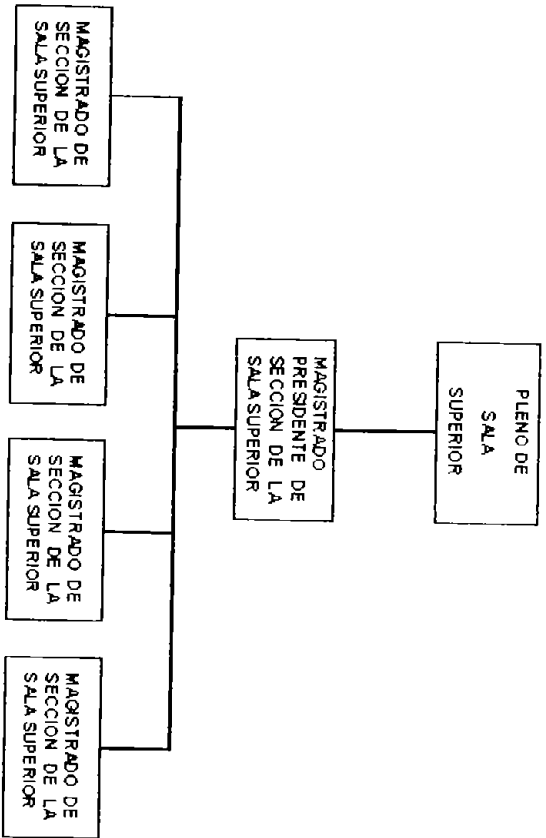 PLENO DE
SALA
SUPERIOR
MAGISTRADO
PRESIDENTE DE
SECCION DE LA
SALA SUPERIOR
MAGISTRADO DE
SECCION DE LA
SALA SUPERIOR
MAGISTRADO DE
SECCION DE LA
SALA SUPERIOR
MAGISTRADO DE
SECCION DE LA
SALA SUPERIOR
MAGISTRADO DE
SECCION DE LA
SALA SUPERIOR